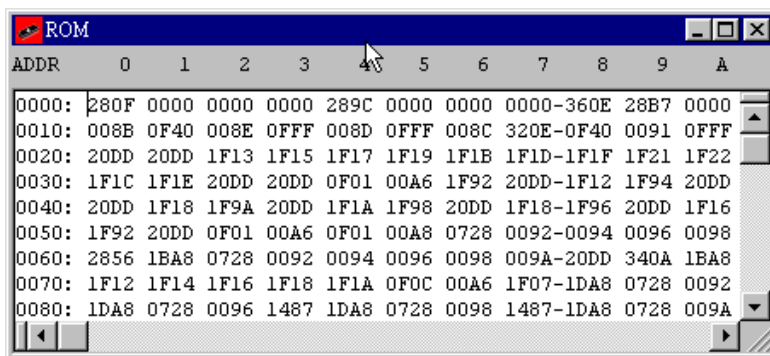 ROM
ADDR 0 1 2 3 4 5 6 7 8 9 A
0000: 280F 0000 0000 0000 289C 0000 0000 0000-360E 28B7 0000
0010: 008B 0F40 008E 0FFF 008D 0FFF 008C 320E-0F40 0091 0FFF
0020: 20DD 20DD 1F13 1F15 1F17 1F19 1F1B 1F1D-1F1F 1F21 1F22
0030: 1F1C 1F1E 20DD 20DD 0F01 00A6 1F92 20DD-1F12 1F94 20DD
0040: 20DD 1F18 1F9A 20DD 1F1A 1F98 20DD 1F18-1F96 20DD 1F16
0050: 1F92 20DD 0F01 00A6 0F01 00A8 0728 0092-0094 0096 0098
0060: 2856 1BA8 0728 0092 0094 0096 0098 009A-20DD 340A 1BA8
0070: 1F12 1F14 1F16 1F18 1F1A 0F0C 00A6 1F07-1DA8 0728 0092
0080: 1DA8 0728 0096 1487 1DA8 0728 0098 1487-1DA8 0728 009A